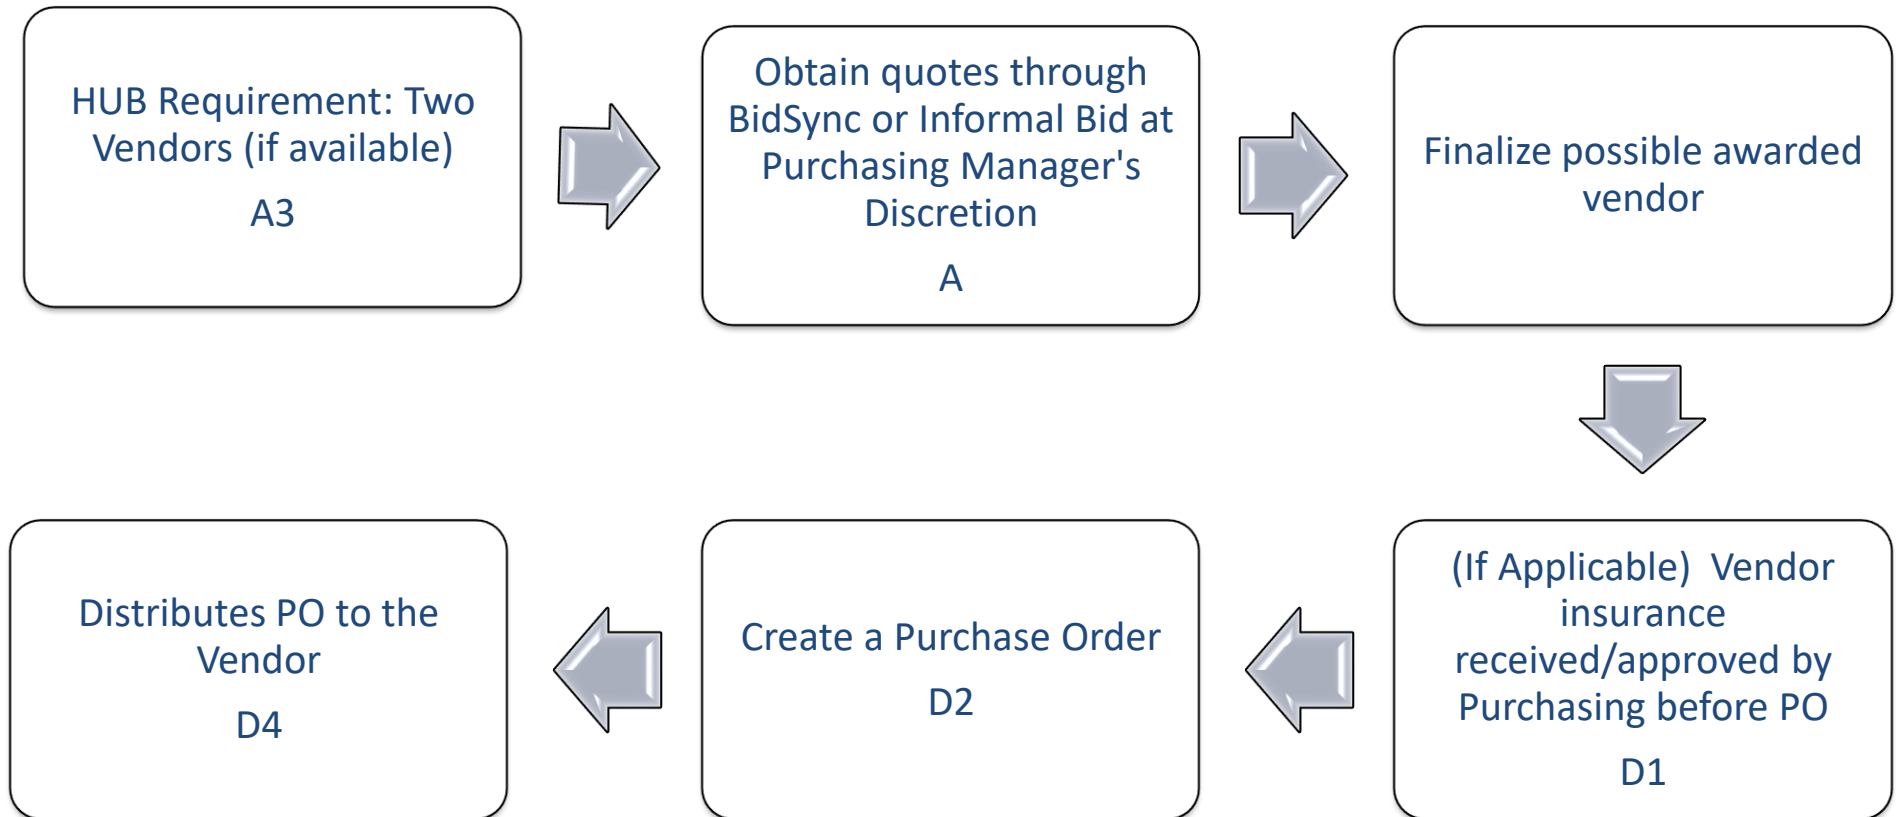 HUB Requirement: Two
Vendors (if available)
A3
Obtain quotes through
BidSync or Informal Bid at
Purchasing Manager's
Discretion
A
Finalize possible awarded
vendor
(If Applicable)  Vendor
insurance
received/approved by
Purchasing before PO
D1
Create a Purchase Order
D2
Distributes PO to the
Vendor
D4